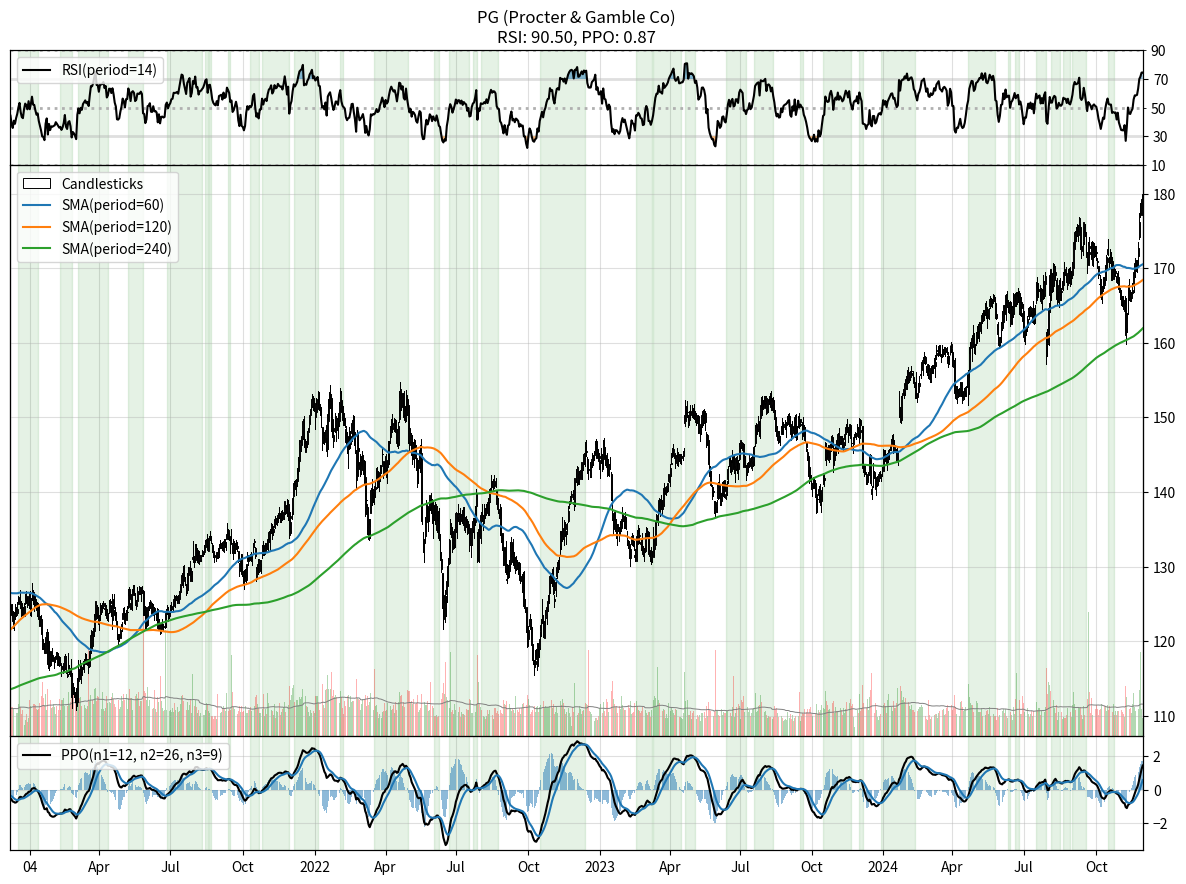 PG (Procter & Gamble Co)
RSI: 90.50, PPO: 0.87
RSI(period=14)
90
70
50
30
10
Candlesticks
SMA(period=60)
SMA(period=120)
SMA(period=240)
180
170
160
150
140
130
120
110
PPO(n1=12, n2=26, n3=9)
2
0
−2
04 Apr Jul Oct 2022 Apr Jul Oct 2023 Apr Jul Oct 2024 Apr Jul Oct